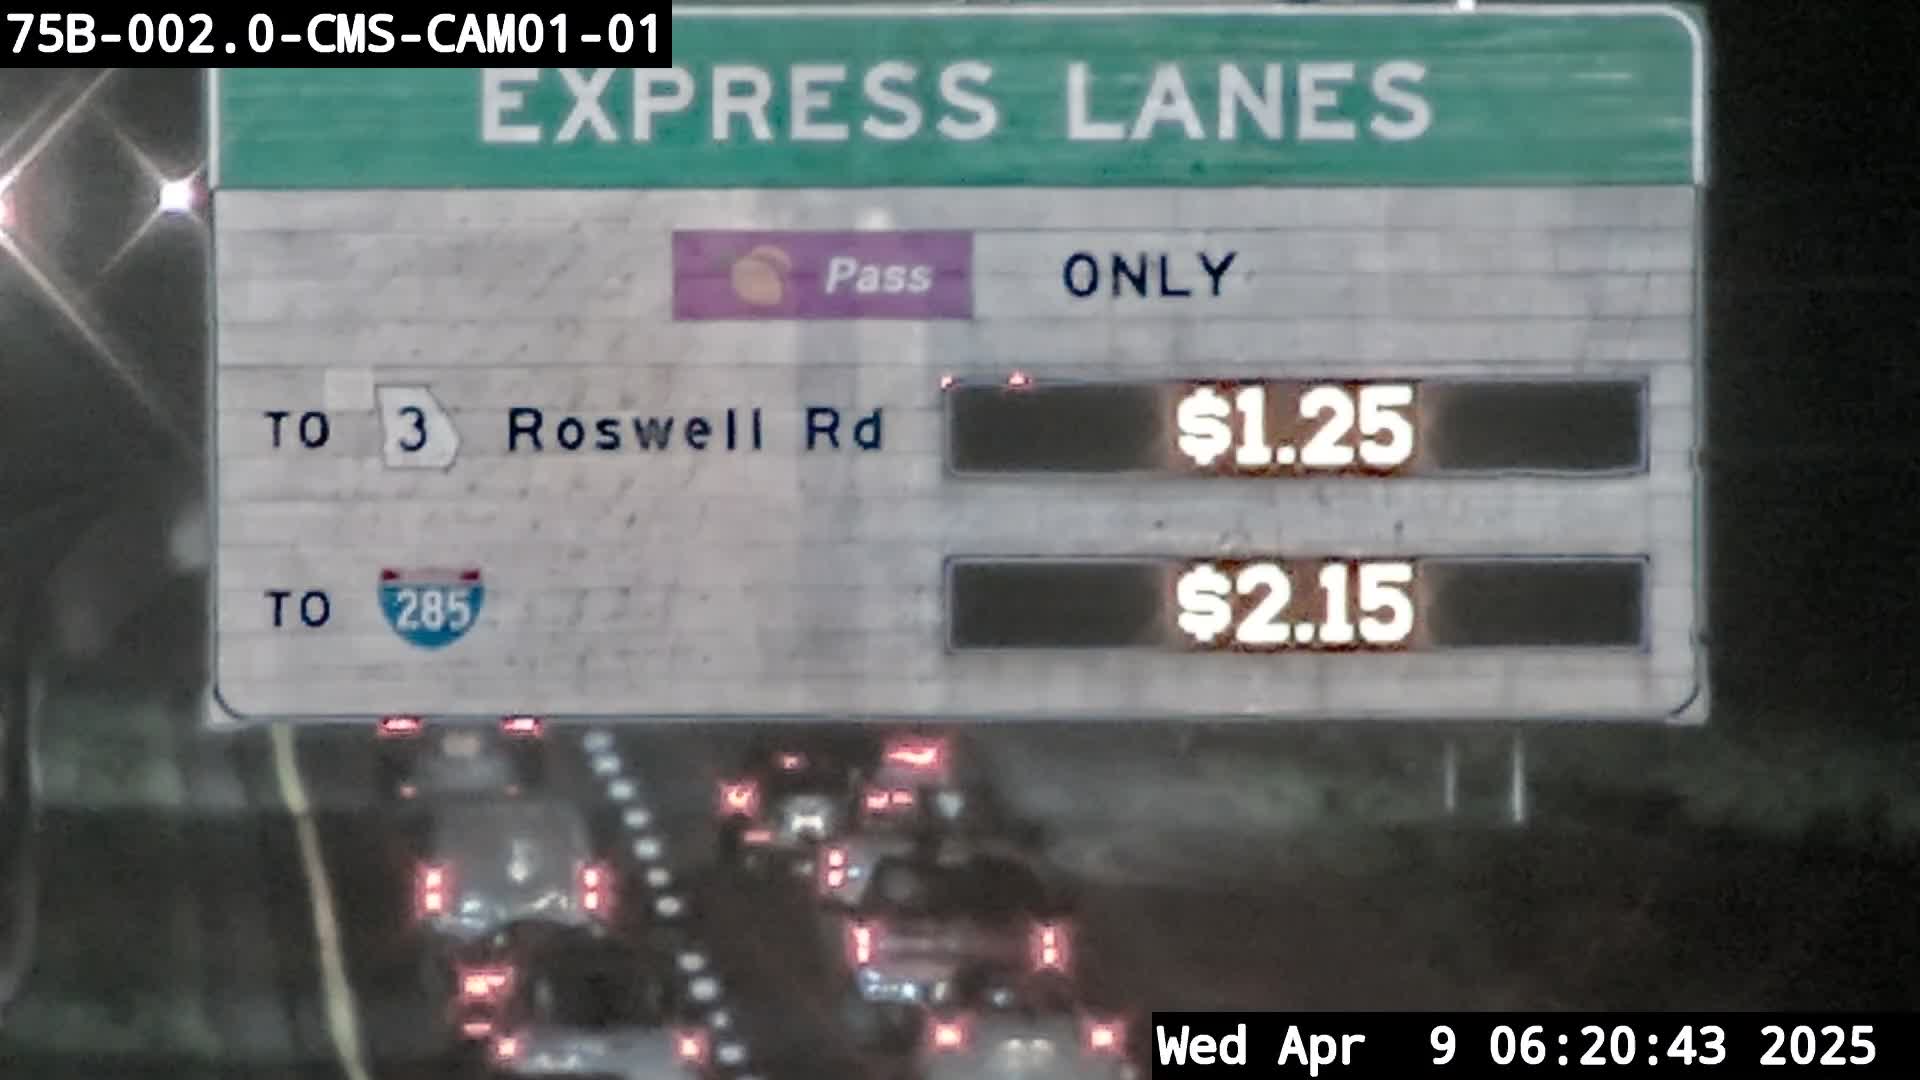 75B-002.0-CMS-CAM01-01
EXPRESS LANES
Pass ONLY
TO 3 Roswell Rd $1.25
TO 285 $2.15
Wed Apr 9 06:20:43 2025